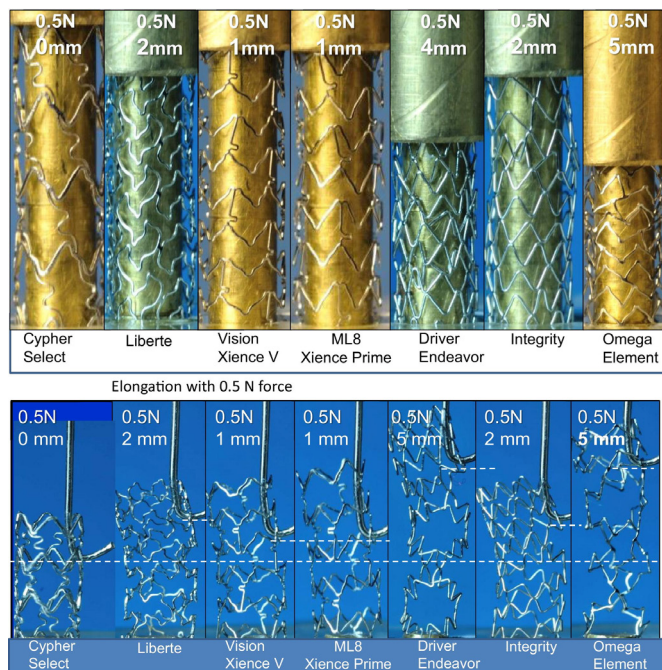 0.5N
0mm
0.5N
2mm
0.5N
1mm
0.5N
1mm
0.5N
4mm
0.5N
2mm
0.5N
5mm
Cypher
Select
Liberte
Vision
Xience V
ML8
Xience Prime
Driver
Endeavor
Integrity
Omega
Element
Elongation with 0.5 N force
0.5N
0 mm
0.5N
2 mm
0.5N
1 mm
0.5N
1 mm
0.5N
5 mm
0.5N
2 mm
0.5N
5 mm
Cypher
Select
Liberte
Vision
Xience V
ML8
Xience Prime
Driver
Endeavor
Integrity
Omega
Element